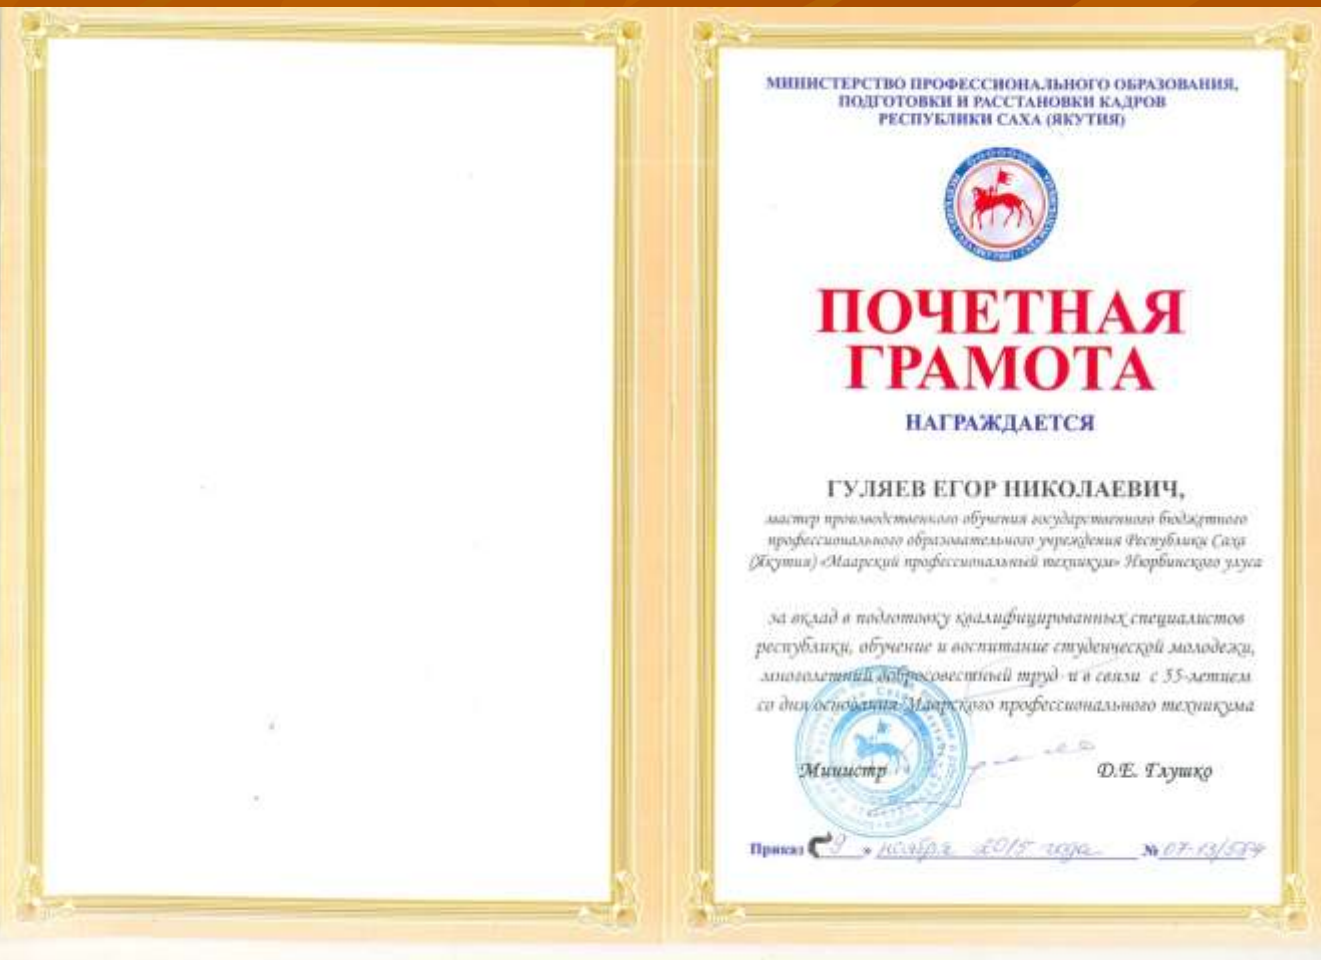 МИНИСТЕРСТВО ПРОФЕССИОНАЛЬНОГО ОБРАЗОВАНИЯ,
ПОДГОТОВКИ И РАССТАНОВКИ КАДРОВ
РЕСПУБЛИКИ САХА (ЯКУТИЯ)
ПОЧЕТНАЯ
ГРАМОТА
НАГРАЖДАЕТСЯ
ГУЛЯЕВ ЕГОР НИКОЛАЕВИЧ,
мастер производственного обучения государственного бюджетного
профессионального образовательного учреждения Республики Саха
(Якутия) «Маарский профессиональный техникум» Нюрбинского улуса
за вклад в подготовку квалифицированных специалистов
республики, обучение и воспитание студенческой молодежи,
многолетний добросовестный труд и в связи с 55-летием
со дня основания Маарского профессионального техникума
Министр Д.Е. Глушко
Приказ 9 » ноября 2015 года № 07-13/